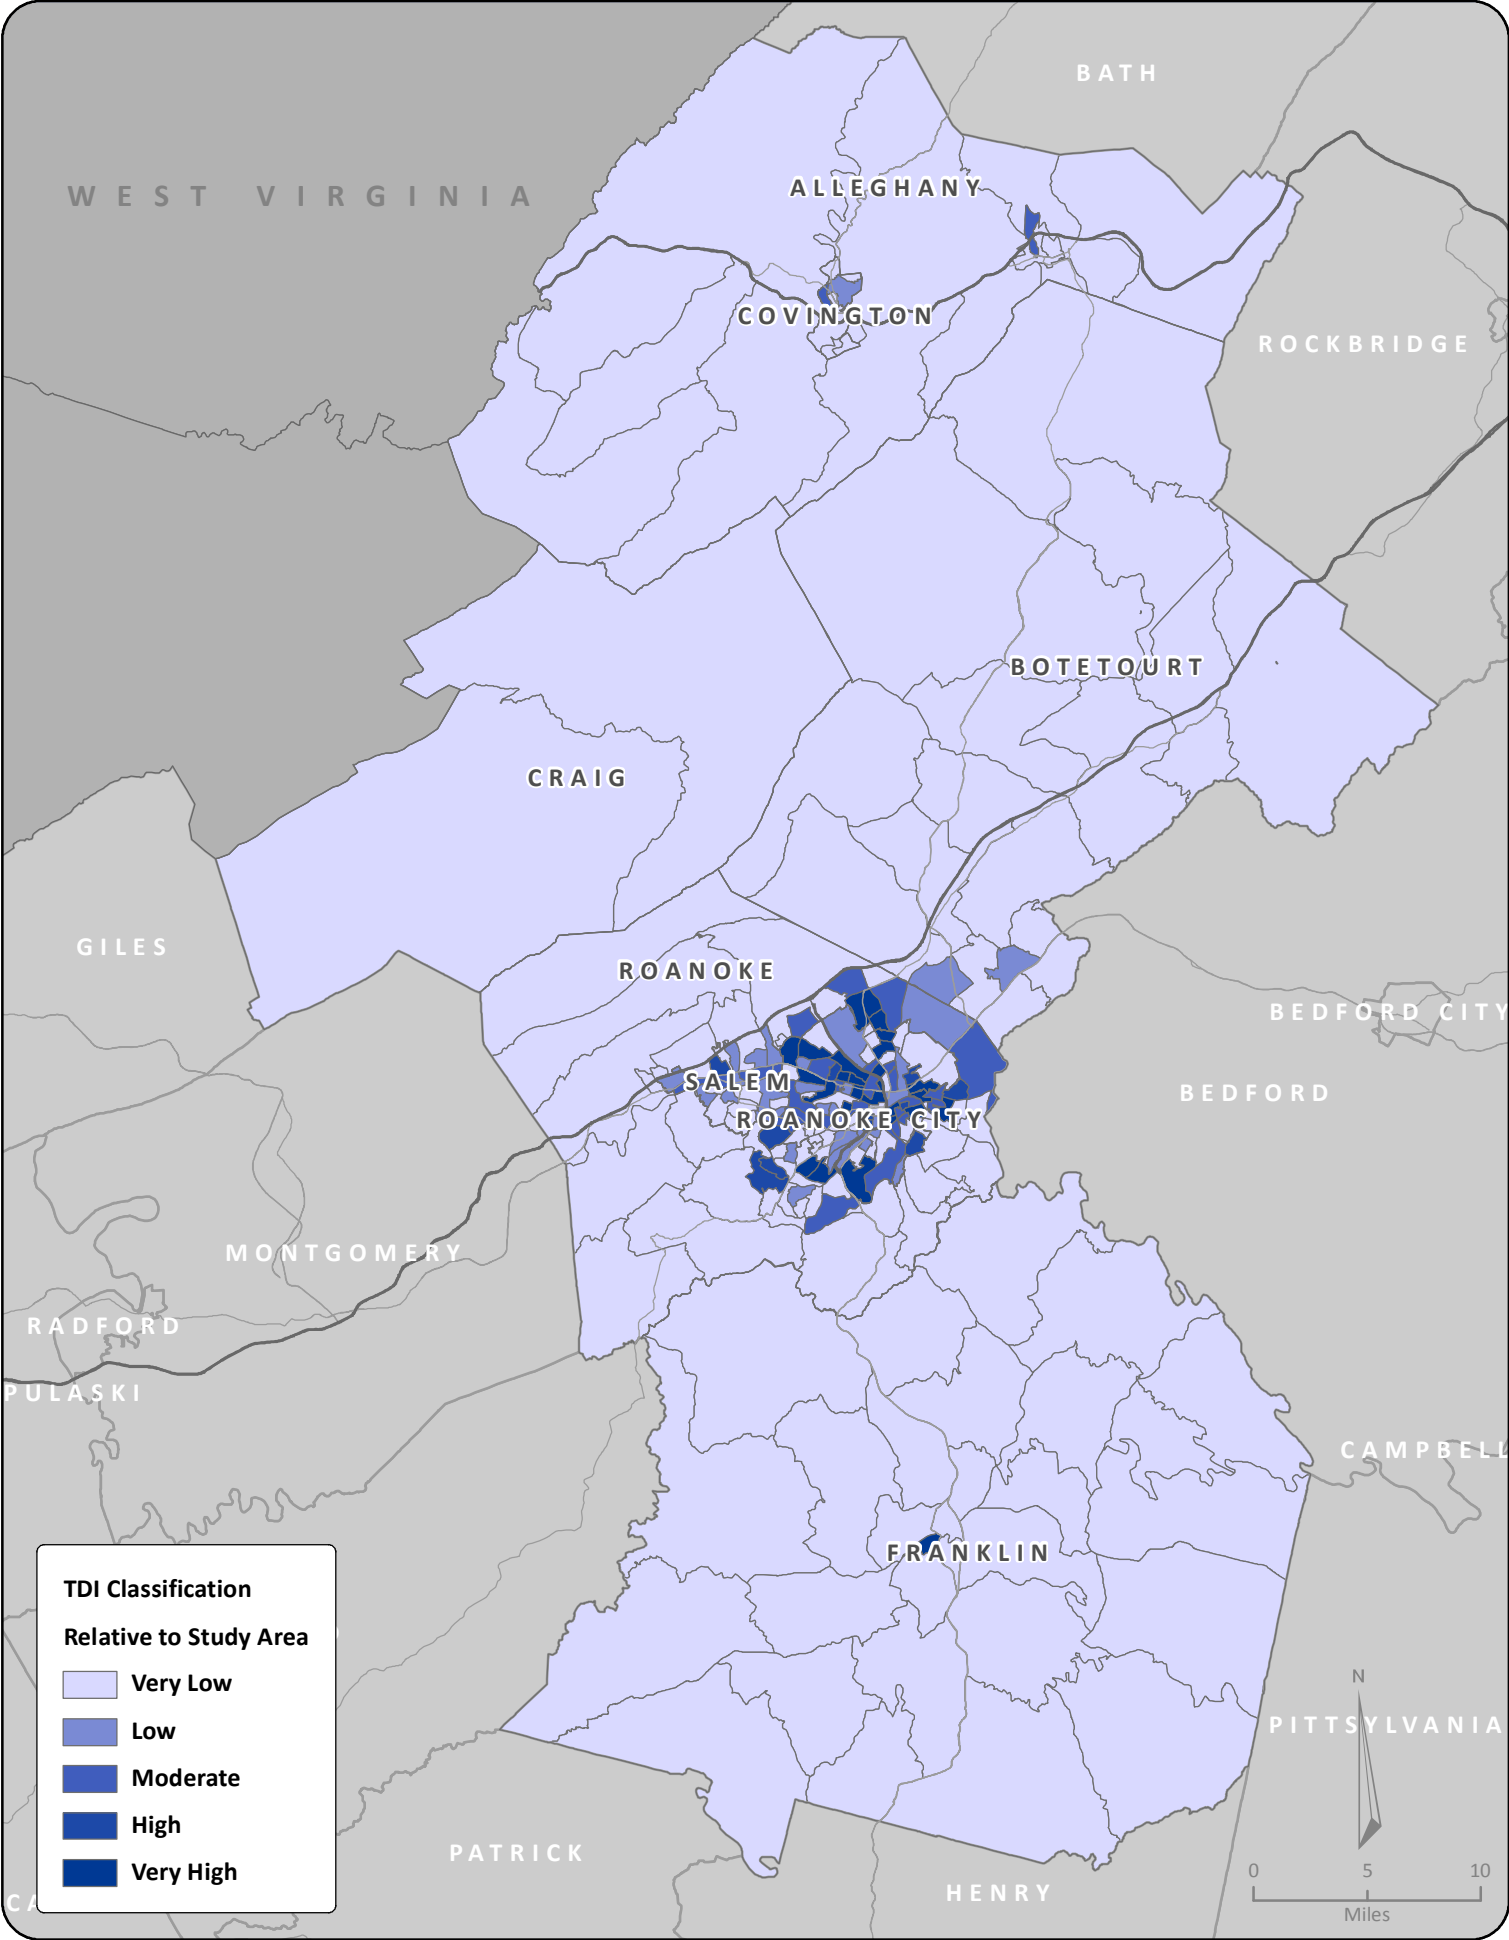 BATH
WEST VIRGINIA
ALLEGHANY
COVINGTON
ROCKBRIDGE
BOTETOURT
CRAIG
GILES
ROANOKE
BEDFORD CITY
SALEM
BEDFORD
ROANOKE CITY
MONTGOMERY
RADFORD
PULASKI
CAMPBELL
FRANKLIN
TDI Classification
Relative to Study Area
Very Low
Low
Moderate
High
Very High
N
PITTSYLVANIA
PATRICK
HENRY
CA
0 5 10
Miles